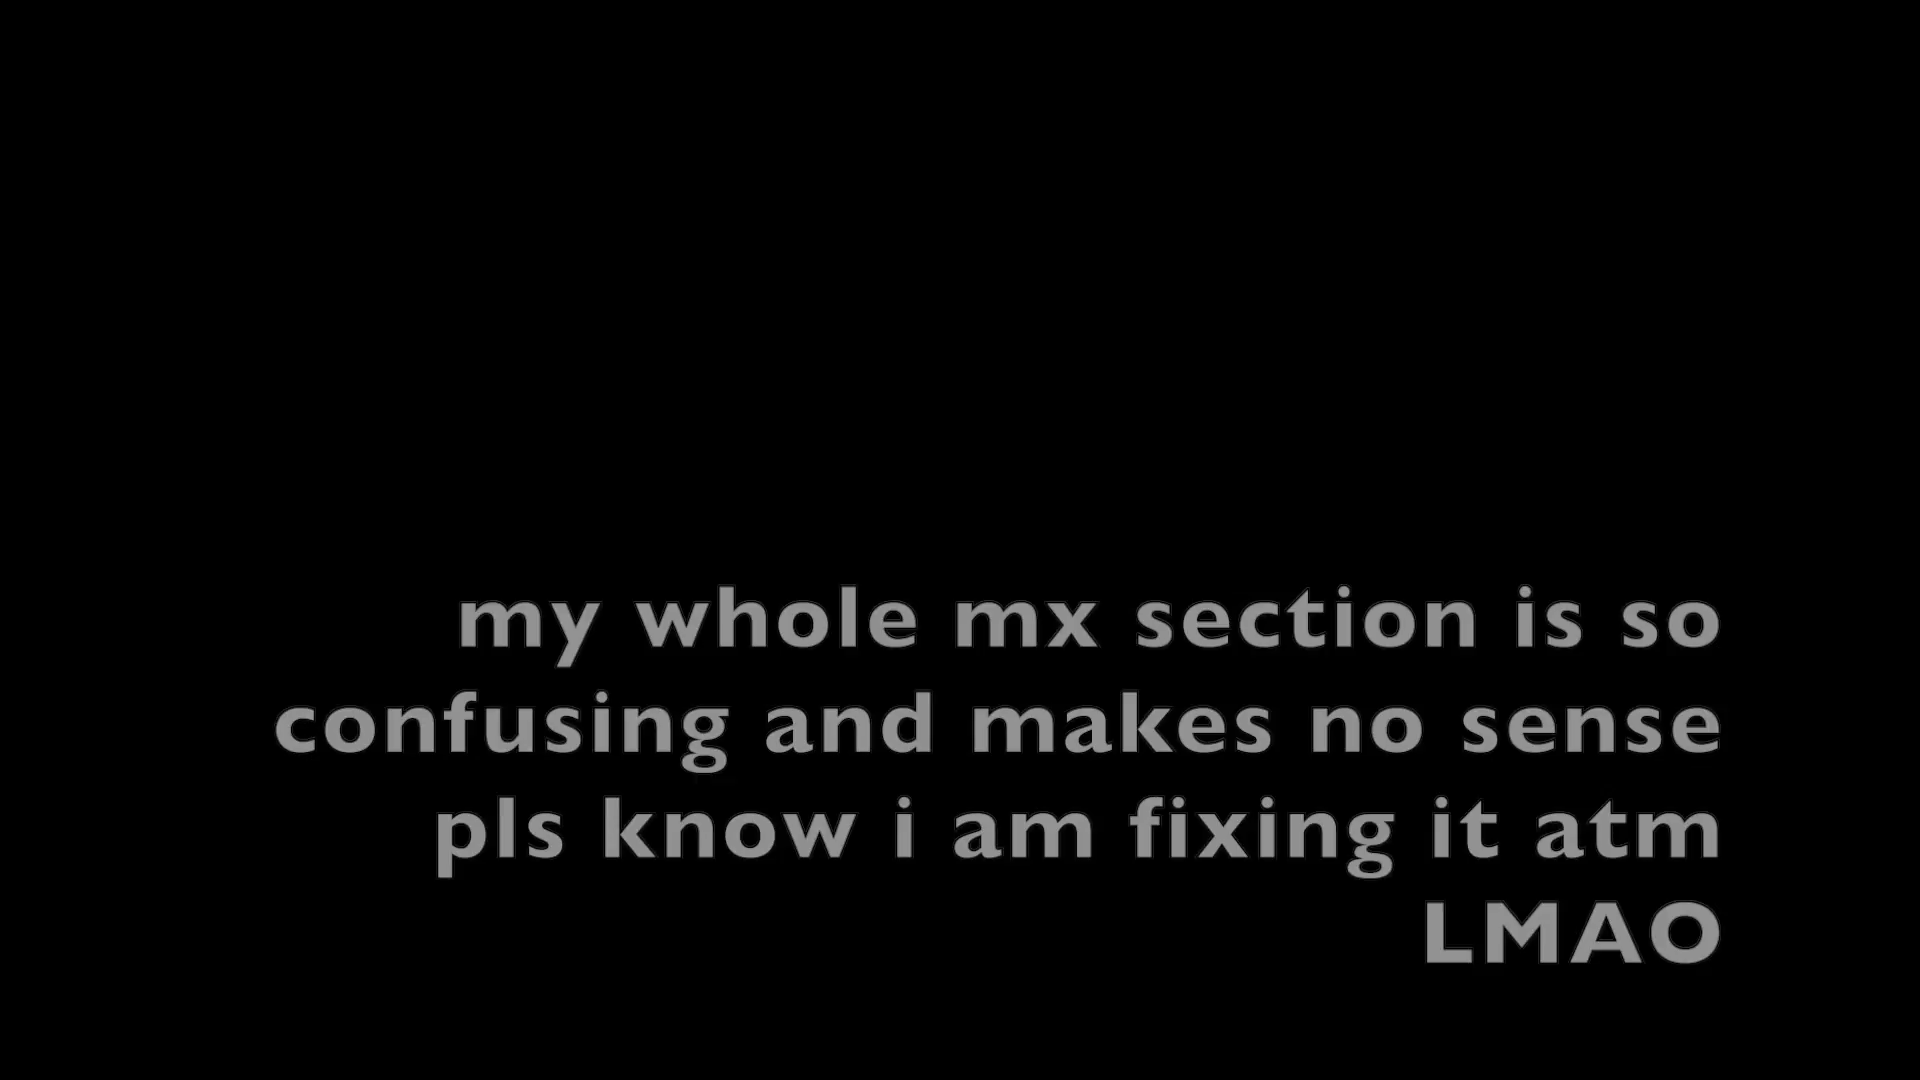 my whole mx section is so
confusing and makes no sense
pls know i am fixing it atm
LMAO